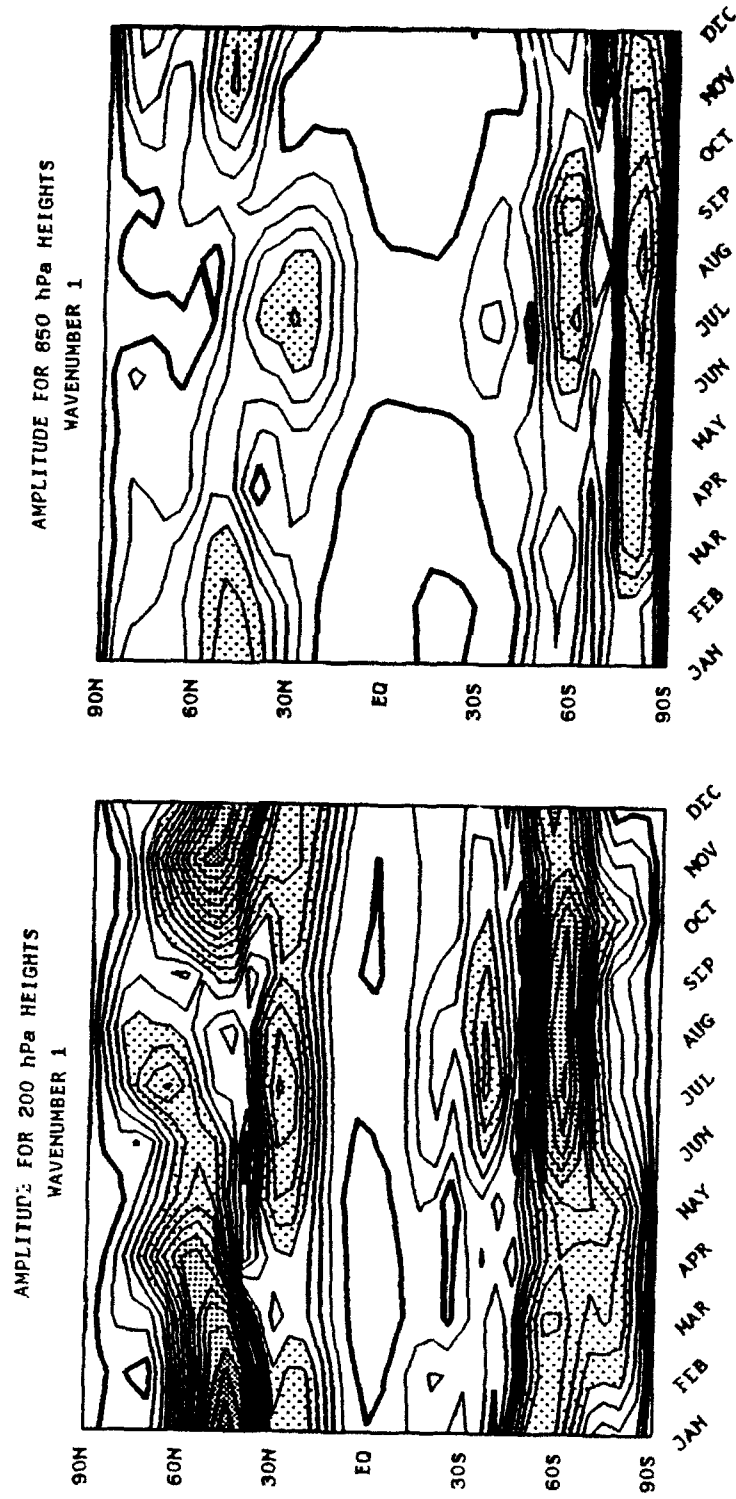 AMPLITUDE FOR 850 hPa HEIGHTS
WAVENUMBER 1
90N
60N
30N
EQ
30S
60S
90S
JAN
FEB
MAR
APR
MAY
JUN
JUL
AUG
SEP
OCT
NOV
DEC
AMPLITUDE FOR 200 hPa HEIGHTS
WAVENUMBER 1
90N
60N
30N
EQ
30S
60S
90S
JAN
FEB
MAR
APR
MAY
JUN
JUL
AUG
SEP
OCT
NOV
DEC